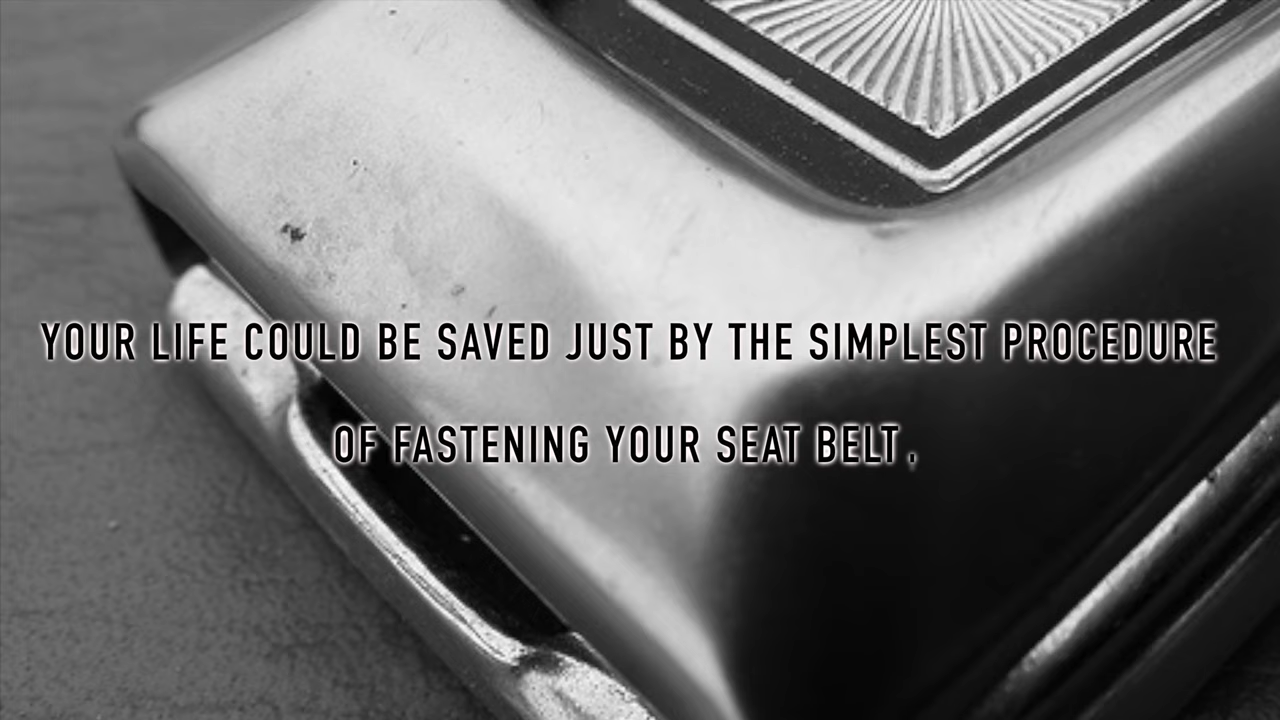 YOUR LIFE COULD BE SAVED JUST BY THE SIMPLEST PROCEDURE
OF FASTENING YOUR SEAT BELT .